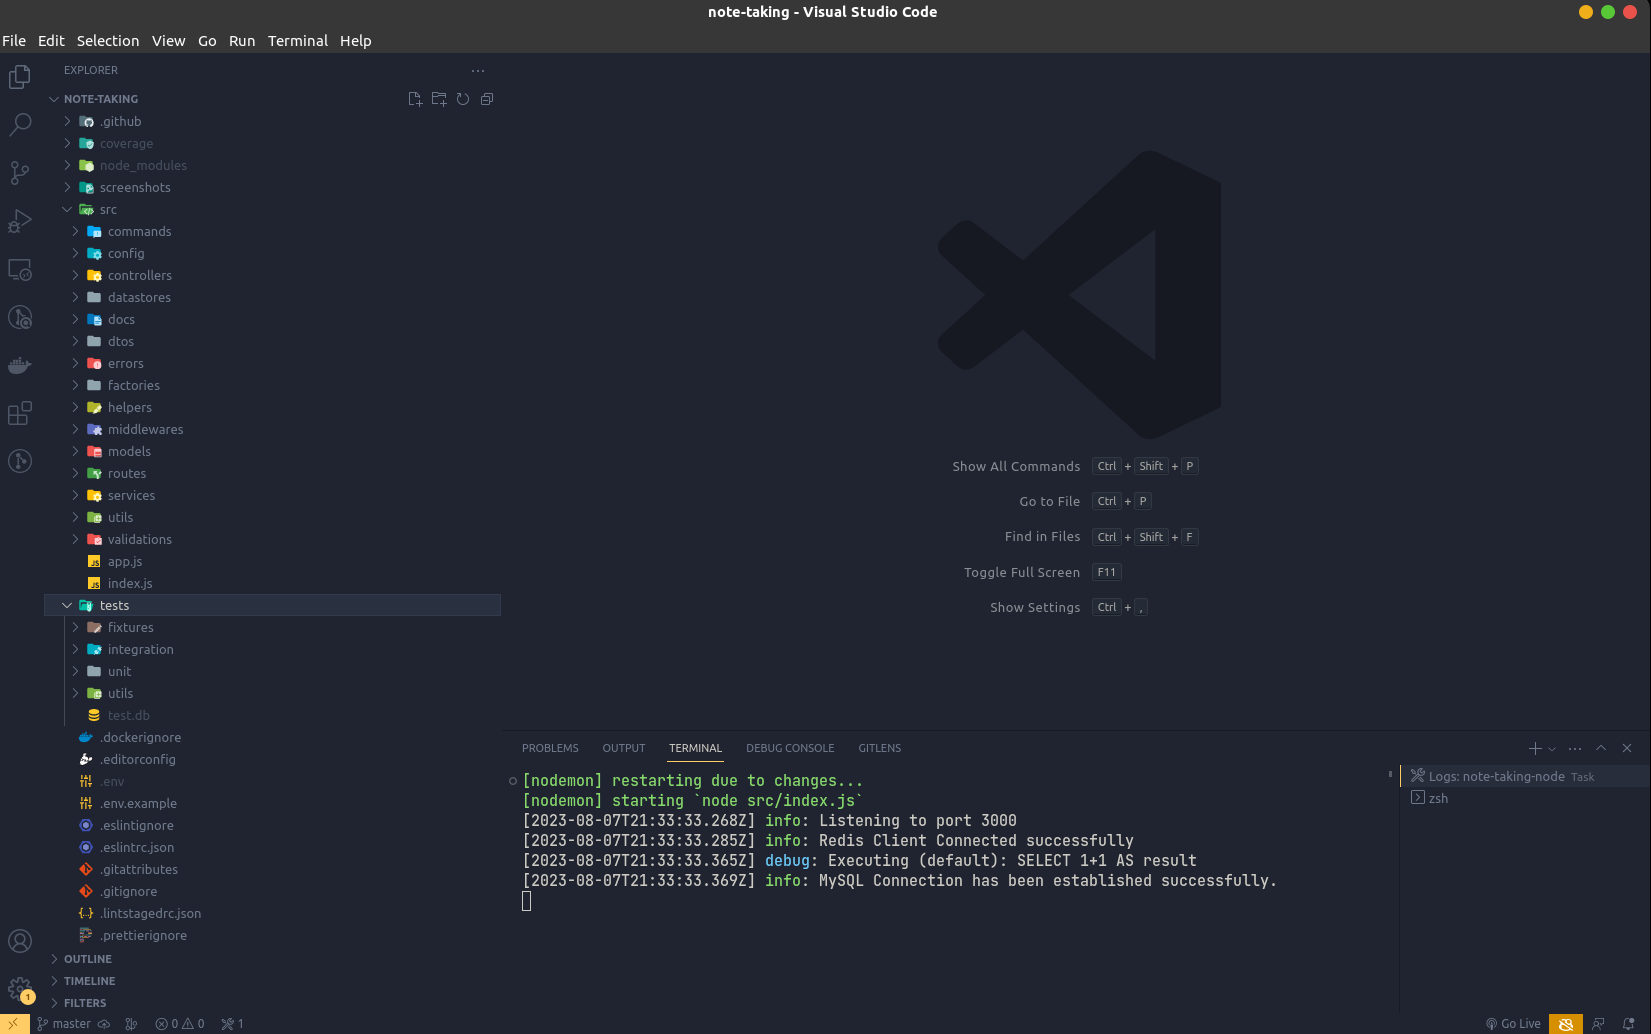 note-taking - Visual Studio Code
File Edit Selection View Go Run Terminal Help
EXPLORER
NOTE-TAKING
.github
coverage
node_modules
screenshots
src
commands
config
controllers
datastores
docs
dtos
errors
factories
helpers
middlewares
models
routes
services
utils
validations
app.js
index.js
tests
fixtures
integration
unit
utils
test.db
.dockerignore
.editorconfig
.env
.env.example
.eslintignore
.eslintrc.json
.gitattributes
.gitignore
.lintstagedrc.json
.prettierignore
OUTLINE
TIMELINE
FILTERS
Show All Commands Ctrl + Shift + P
Go to File Ctrl + P
Find in Files Ctrl + Shift + F
Toggle Full Screen F11
Show Settings Ctrl + ,
PROBLEMS OUTPUT TERMINAL DEBUG CONSOLE GITLENS
[nodemon] restarting due to changes...
[nodemon] starting `node src/index.js`
[2023-08-07T21:33:33.268Z] info: Listening to port 3000
[2023-08-07T21:33:33.285Z] info: Redis Client Connected successfully
[2023-08-07T21:33:33.365Z] debug: Executing (default): SELECT 1+1 AS result
[2023-08-07T21:33:33.369Z] info: MySQL Connection has been established successfully.
Logs: note-taking-node Task
zsh
1
master 0 0 1
Go Live